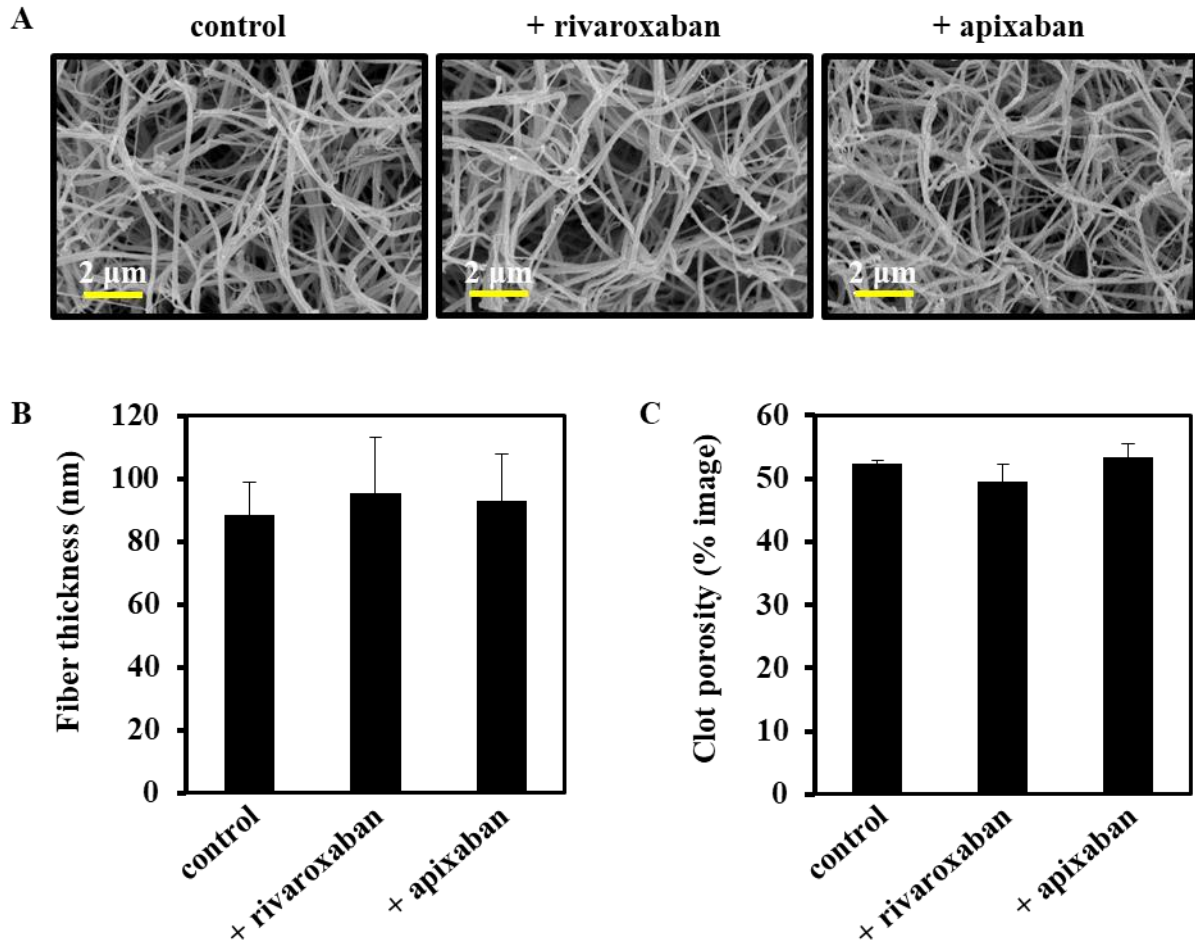 A
control
+ rivaroxaban
+ apixaban
2 μm
2 μm
2 μm
B
Fiber thickness (nm)
120
100
80
60
40
20
0
control
+ rivaroxaban
+ apixaban
C
Clot porosity (% image)
60
50
40
30
20
10
0
control
+ rivaroxaban
+ apixaban